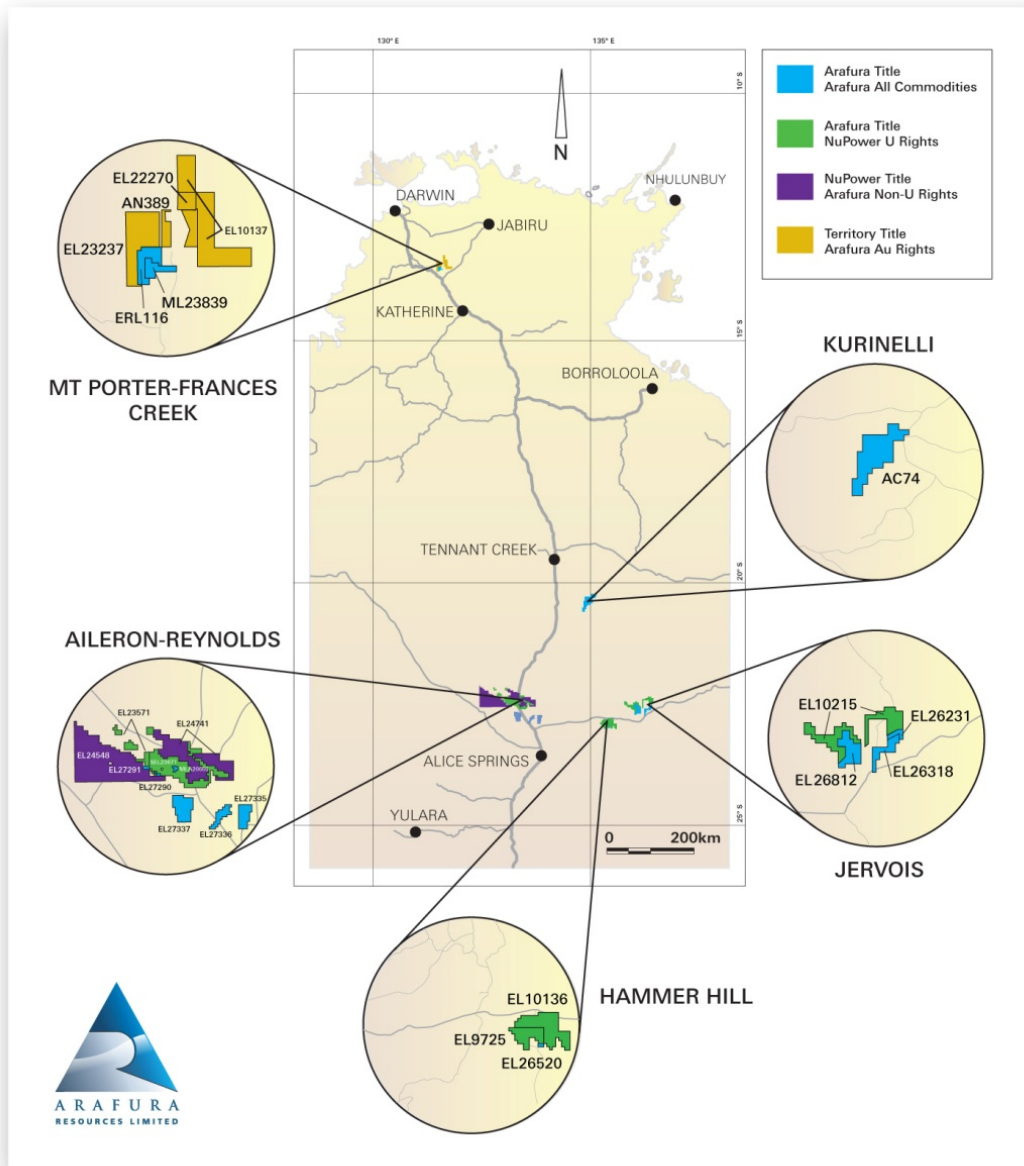 130° E
135° E
10° S
15° S
20° S
25° S
N
Arafura Title
Arafura All Commodities
Arafura Title
NuPower U Rights
NuPower Title
Arafura Non-U Rights
Territory Title
Arafura Au Rights
DARWIN
JABIRU
NHULUNBUY
KATHERINE
BORROLOOLA
TENNANT CREEK
ALICE SPRINGS
YULARA
0 200km
EL22270
AN389
EL10137
EL23237
ML23839
ERL116
MT PORTER-FRANCES
CREEK
KURINELLI
AC74
AILERON-REYNOLDS
EL23571
EL24741
EL24548
EL27291
EL27290
EL27335
EL27337
EL27336
EL10215
EL26231
EL26812
EL26318
JERVOIS
HAMMER HILL
EL10136
EL9725
EL26520
ARAFURA
RESOURCES LIMITED